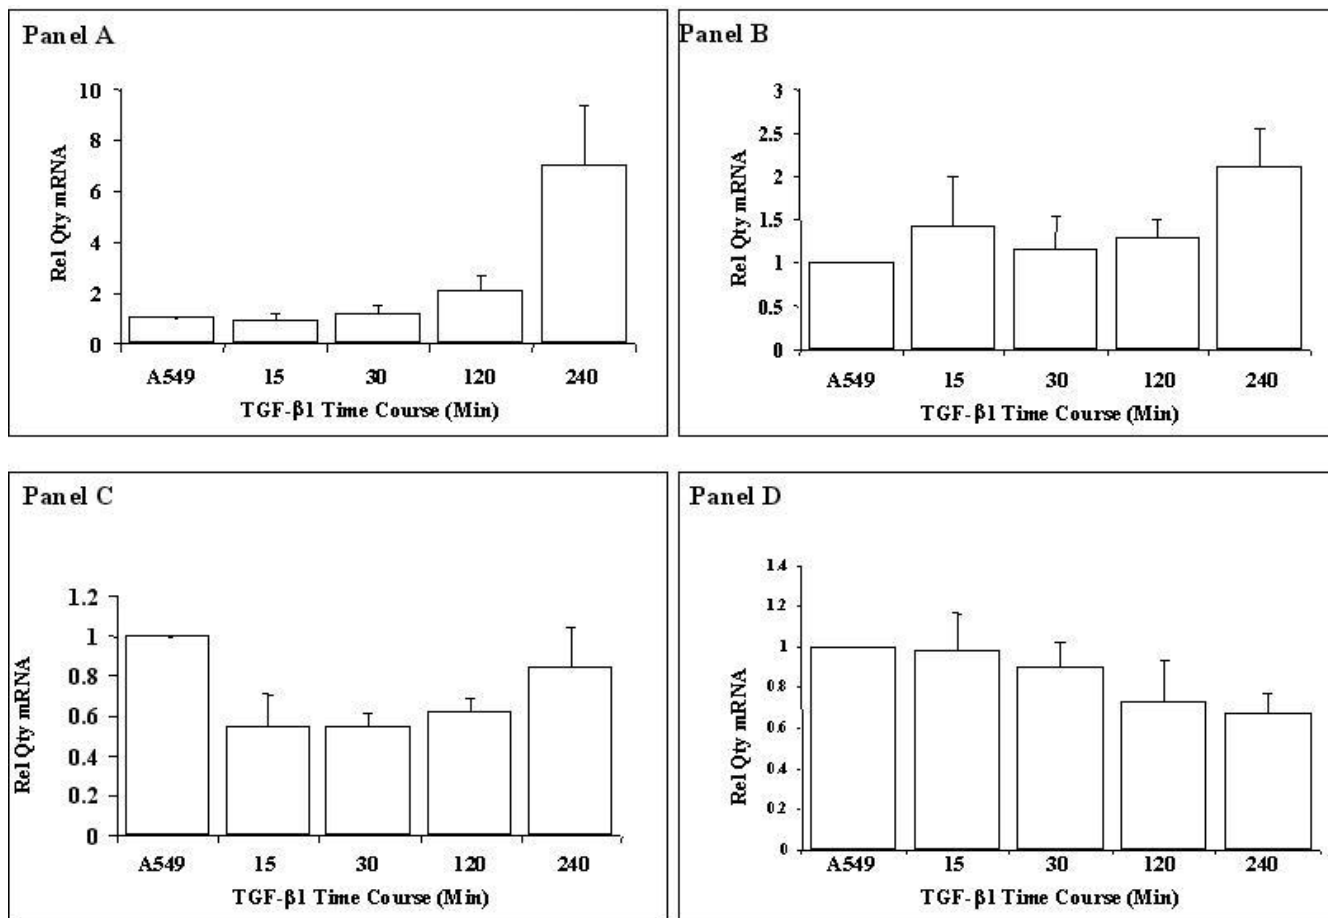 Panel A
10
8
6
4
2
0
Rel Qty mRNA
A549 15 30 120 240
TGF-β1 Time Course (Min)
Panel B
3
2.5
2
1.5
1
0.5
0
Rel Qty mRNA
A549 15 30 120 240
TGF-β1 Time Course (Min)
Panel C
1.2
1
0.8
0.6
0.4
0.2
0
Rel Qty mRNA
A549 15 30 120 240
TGF-β1 Time Course (Min)
Panel D
1.4
1.2
1
0.8
0.6
0.4
0.2
0
Rel Qty mRNA
A549 15 30 120 240
TGF-β1 Time Course (Min)